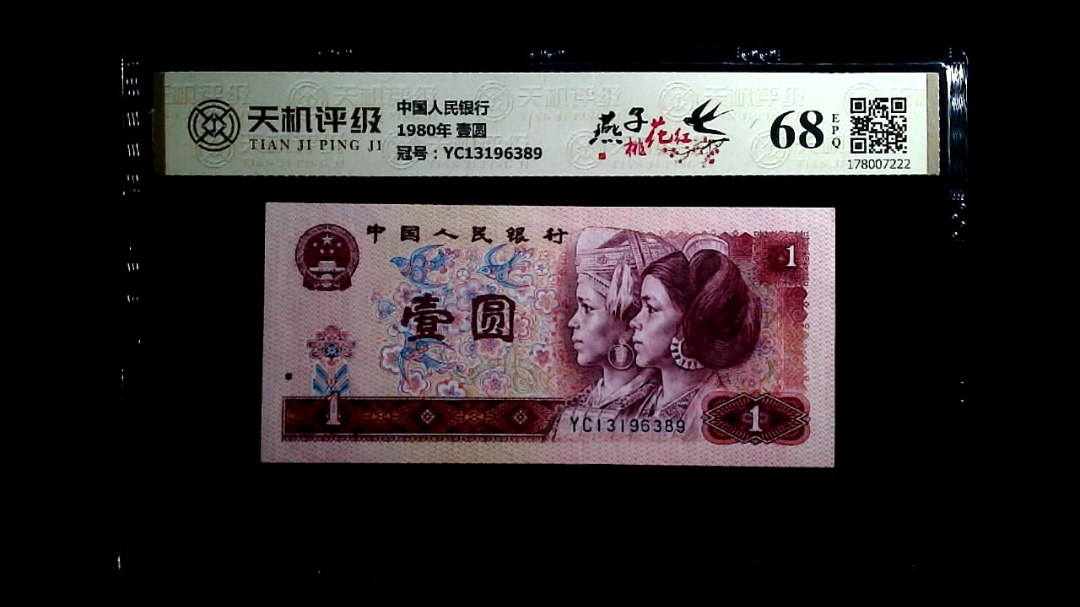 天机评级
TIAN JI PING JI
中国人民银行
1980年 壹圆
冠号：YC13196389
燕子
桃花红
68
EPQ
178007222
中国人民银行
壹圆
1
1
1
YC13196389